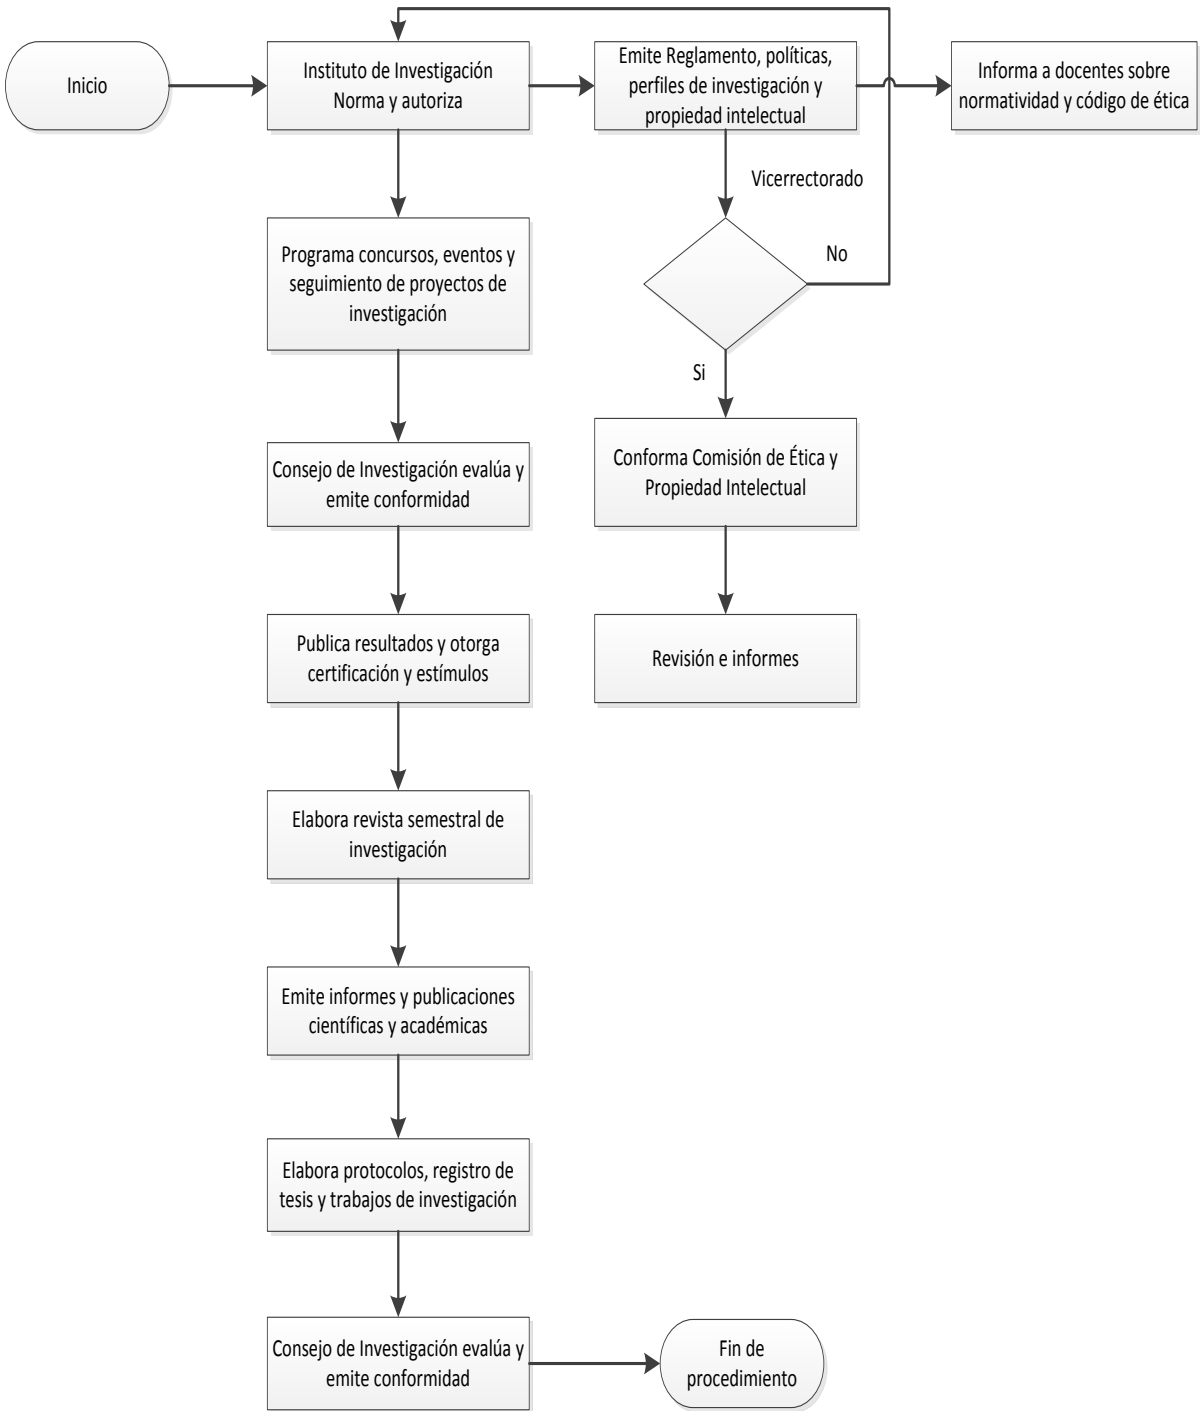 Inicio
Instituto de Investigación
Norma y autoriza
Emite Reglamento, políticas,
perfiles de investigación y
propiedad intelectual
Informa a docentes sobre
normatividad y código de ética
Vicerrectorado
No
Si
Programa concursos, eventos y
seguimiento de proyectos de
investigación
Conforma Comisión de Ética y
Propiedad Intelectual
Consejo de Investigación evalúa y
emite conformidad
Revisión e informes
Publica resultados y otorga
certificación y estímulos
Elabora revista semestral de
investigación
Emite informes y publicaciones
científicas y académicas
Elabora protocolos, registro de
tesis y trabajos de investigación
Consejo de Investigación evalúa y
emite conformidad
Fin de
procedimiento